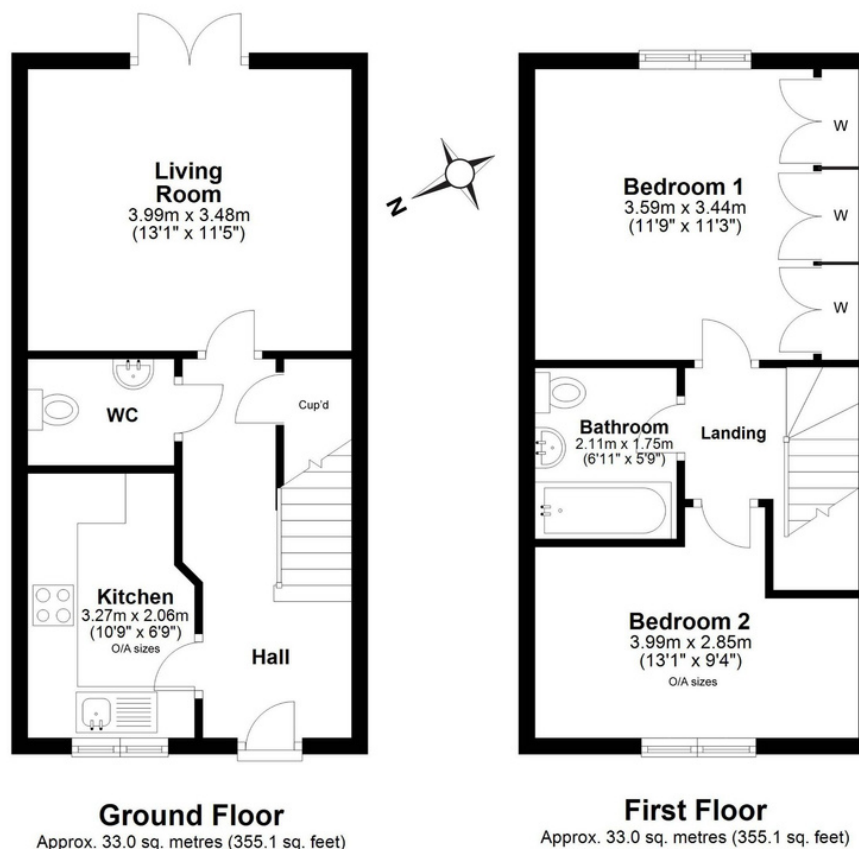 Living
Room
3.99m x 3.48m
(13'1" x 11'5")
WC
Cup'd
Kitchen
3.27m x 2.06m
(10'9" x 6'9")
O/A sizes
Hall
Ground Floor
Approx. 33.0 sq. metres (355.1 sq. feet)
N
Bedroom 1
3.59m x 3.44m
(11'9" x 11'3")
W
W
W
Bathroom
2.11m x 1.75m
(6'11" x 5'9")
Landing
Bedroom 2
3.99m x 2.85m
(13'1" x 9'4")
O/A sizes
First Floor
Approx. 33.0 sq. metres (355.1 sq. feet)